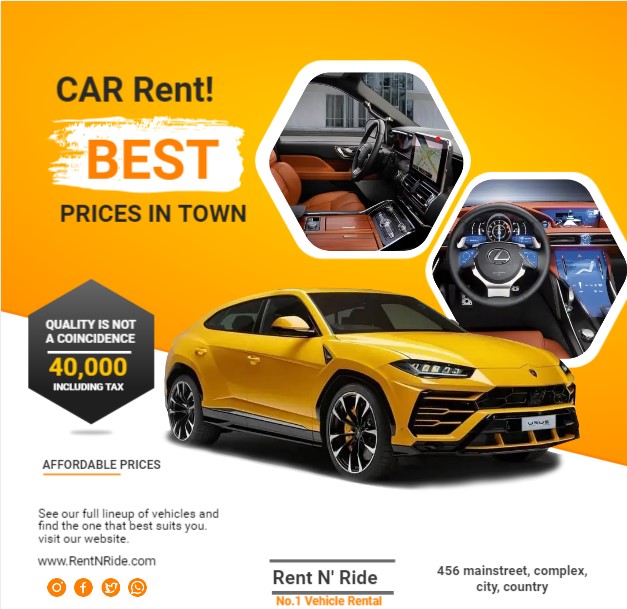 CAR Rent!
BEST
PRICES IN TOWN
QUALITY IS NOT
A COINCIDENCE
40,000
INCLUDING TAX
URUS
AFFORDABLE PRICES
See our full lineup of vehicles and
find the one that best suits you.
visit our website.
www.RentNRide.com
Rent N' Ride
No.1 Vehicle Rental
456 mainstreet, complex,
city, country